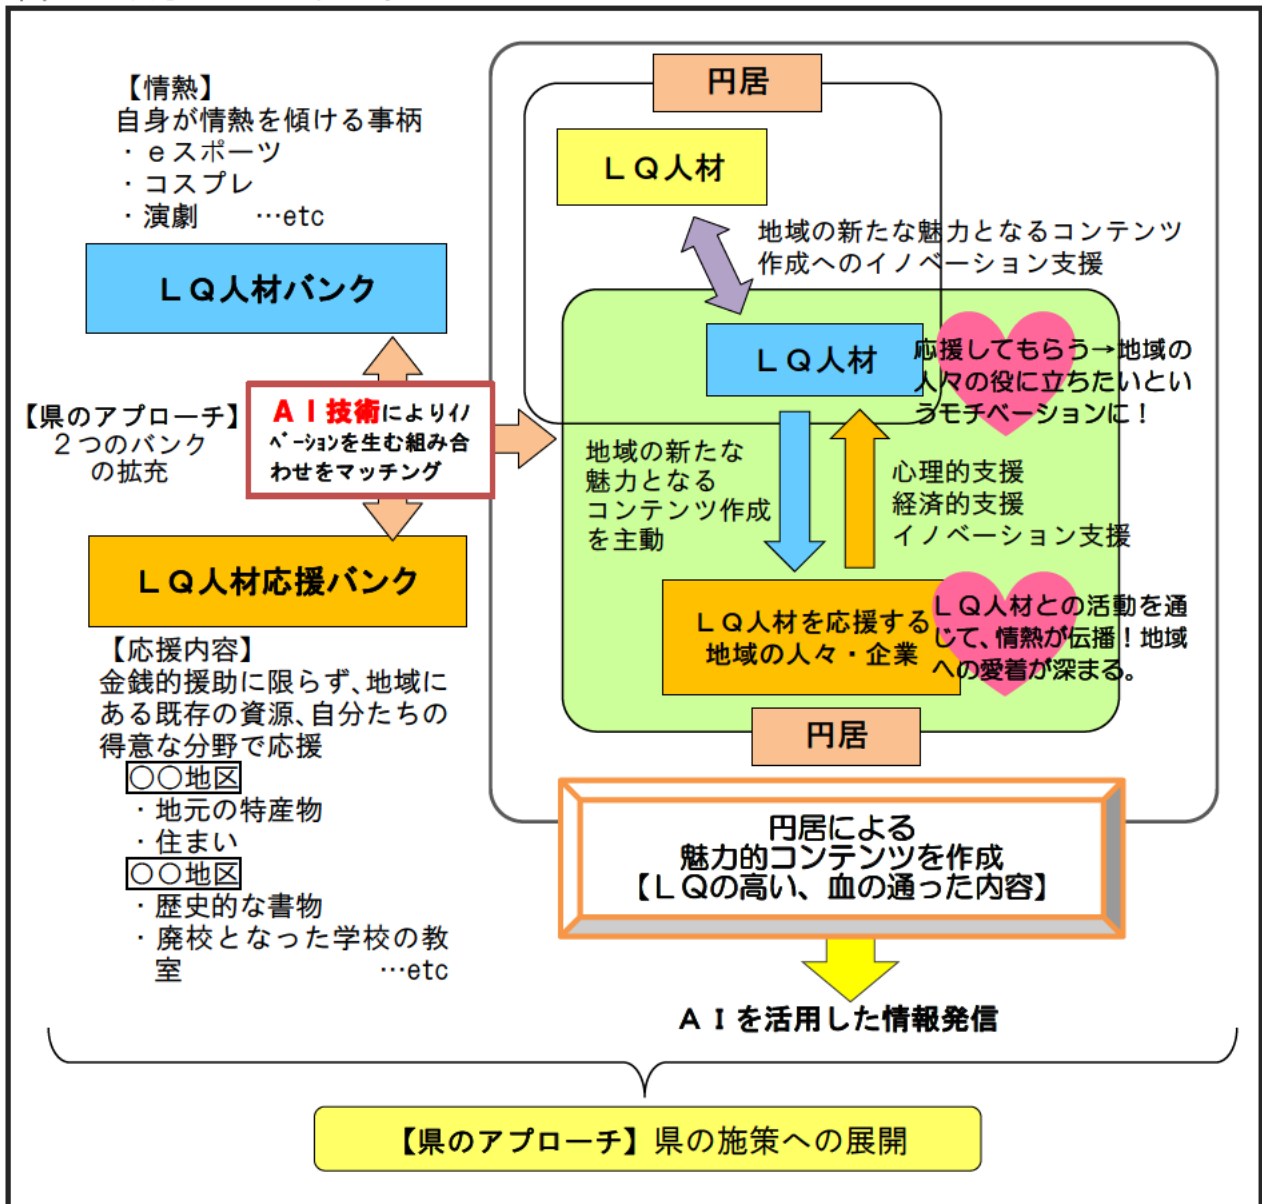 【情熱】
自身が情熱を傾ける事柄
・ｅスポーツ
・コスプレ
・演劇　　…etc
ＬＱ人材バンク
【県のアプローチ】
２つのバンク
の拡充
ＡＩ技術によりｲﾉ
ﾍﾞｰｼｮﾝを生む組み合
わせをマッチング
ＬＱ人材応援バンク
【応援内容】
金銭的援助に限らず、地域に
ある既存の資源、自分たちの
得意な分野で応援
〇〇地区
・地元の特産物
・住まい
〇〇地区
・歴史的な書物
・廃校となった学校の教
室　　　　　　　…etc
円居
ＬＱ人材
地域の新たな魅力となるコンテンツ
作成へのイノベーション支援
ＬＱ人材
応援してもらう→地域の
人々の役に立ちたいとい
うモチベーションに！
地域の新たな
魅力となる
コンテンツ作成
を主動
心理的支援
経済的支援
イノベーション支援
ＬＱ人材を応援する
地域の人々・企業
ＬＱ人材との活動を通
じて、情熱が伝播！地域
への愛着が深まる。
円居
円居による
魅力的コンテンツを作成
【ＬＱの高い、血の通った内容】
ＡＩを活用した情報発信
【県のアプローチ】県の施策への展開